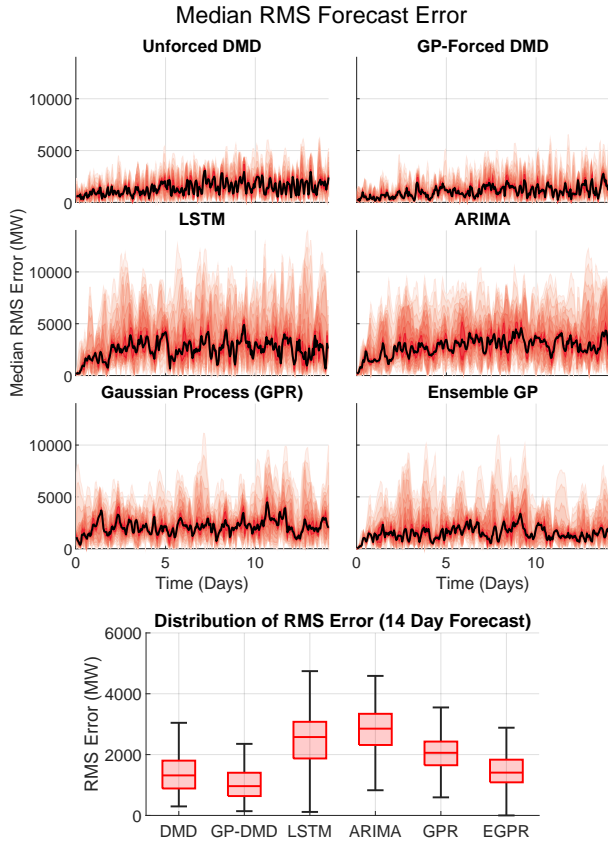 Median RMS Forecast Error
Unforced DMD
GP-Forced DMD
10000
5000
0
LSTM
ARIMA
10000
5000
0
Gaussian Process (GPR)
Ensemble GP
10000
5000
0
Median RMS Error (MW)
0 5 10
0 5 10
Time (Days)
Time (Days)
Distribution of RMS Error (14 Day Forecast)
6000
4000
2000
0
RMS Error (MW)
DMD GP-DMD LSTM ARIMA GPR EGPR